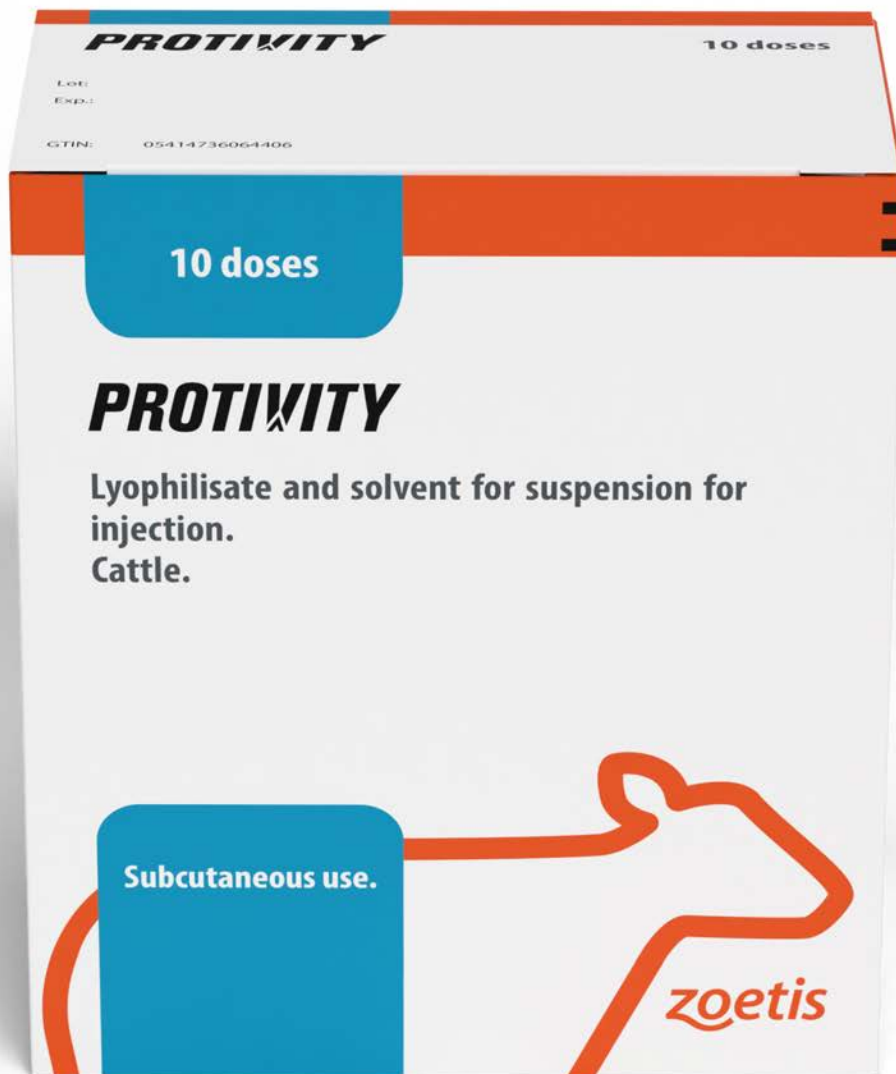 PROTIVITY 10 doses
Lot:
Exp.:
GTIN: 05414736064406
10 doses
PROTIVITY
Lyophilisate and solvent for suspension for
injection.
Cattle.
Subcutaneous use.
zoetis